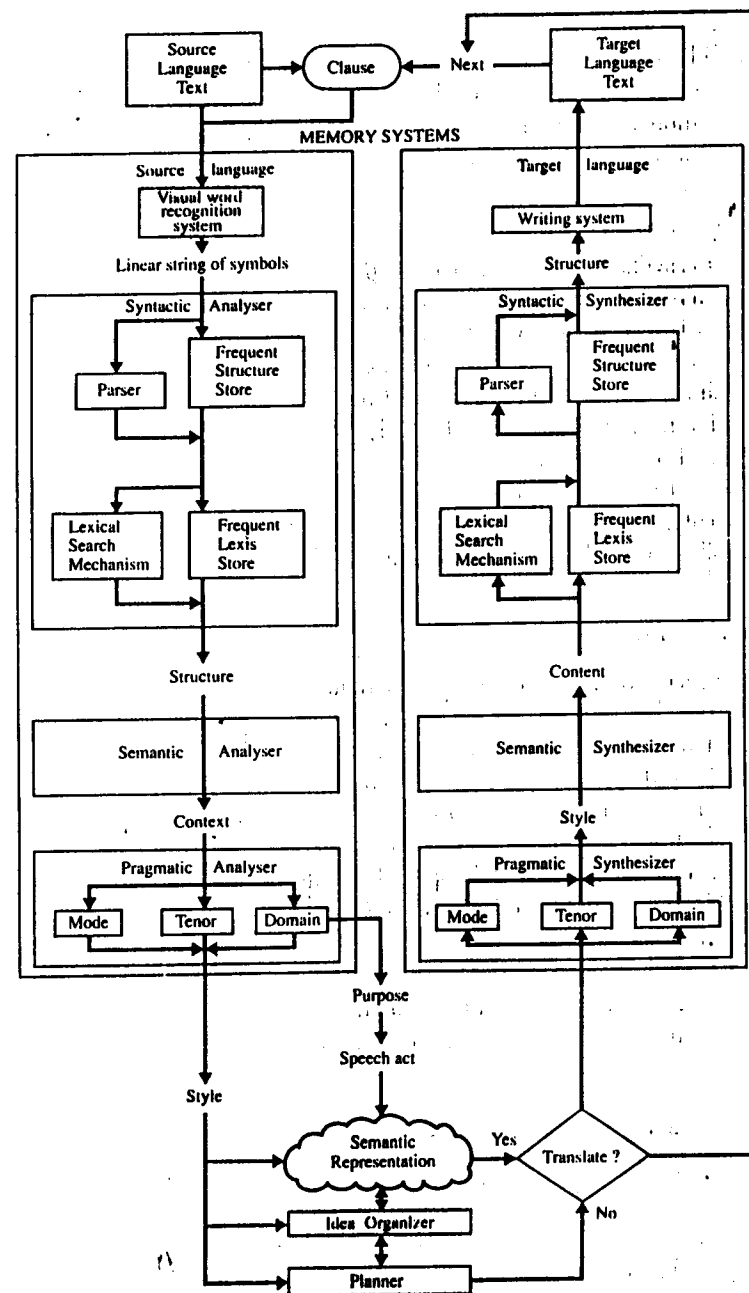 Source
Language
Text
Clause
Next
Target
Language
Text
MEMORY SYSTEMS
Source language
Visual word
recognition
system
Linear string of symbols
Syntactic Analyser
Parser
Frequent
Structure
Store
Lexical
Search
Mechanism
Frequent
Lexis
Store
Structure
Semantic Analyser
Context
Pragmatic Analyser
Mode
Tenor
Domain
Purpose
Speech act
Style
Semantic
Representation
Idea Organizer
Planner
Target language
Writing system
Structure
Syntactic Synthesizer
Parser
Frequent
Structure
Store
Lexical
Search
Mechanism
Frequent
Lexis
Store
Content
Semantic Synthesizer
Style
Pragmatic Synthesizer
Mode
Tenor
Domain
Yes
Translate ?
No